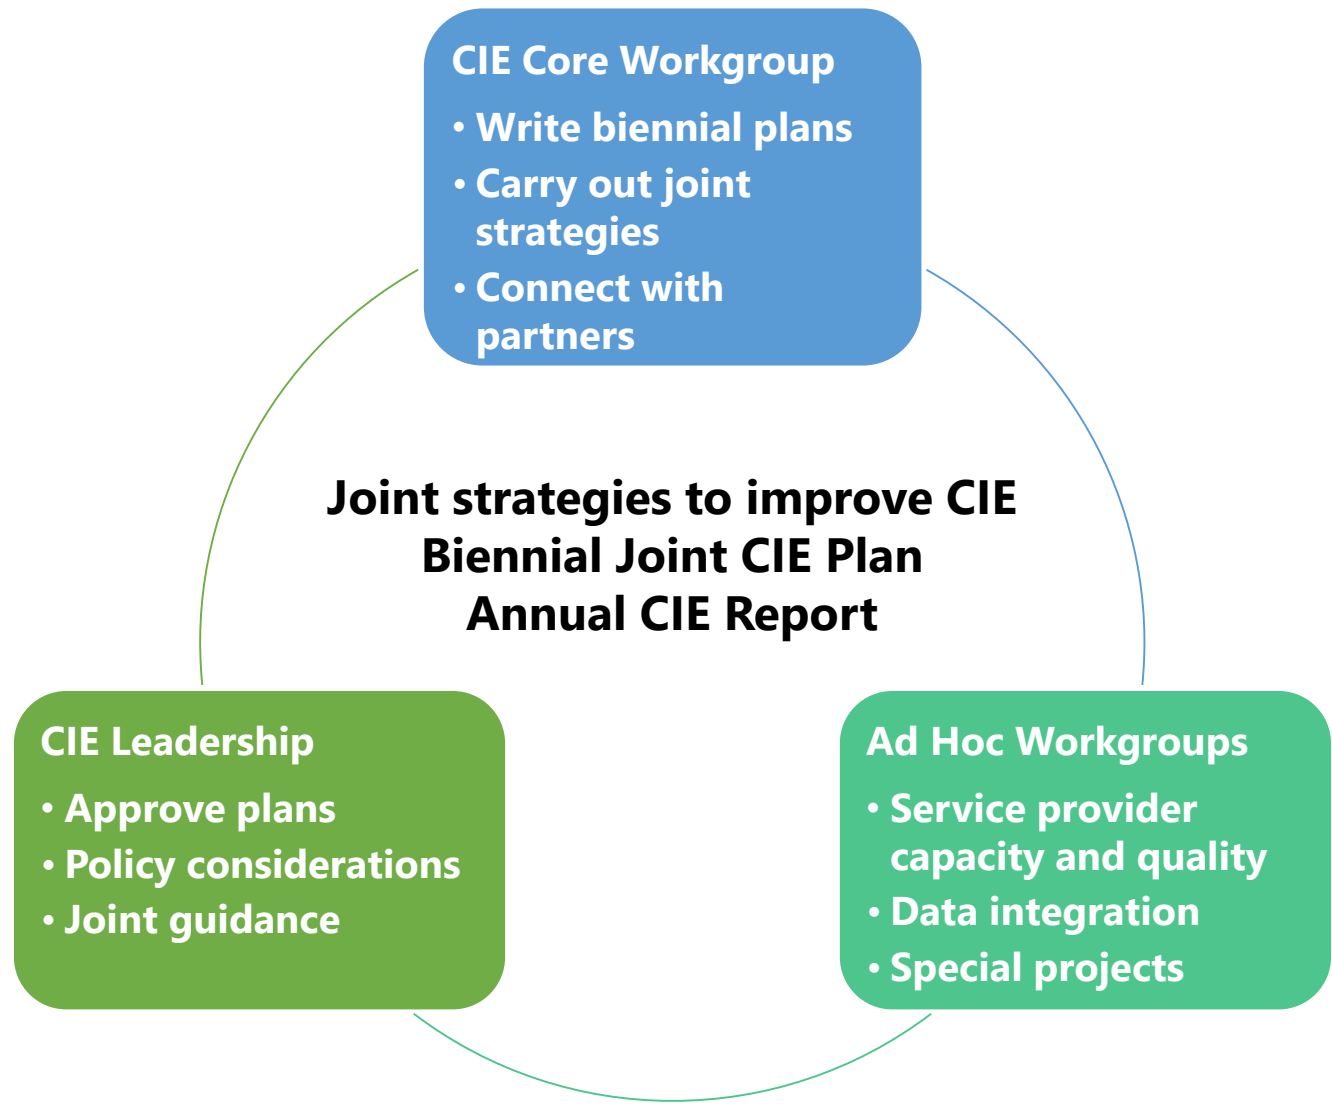 CIE Core Workgroup
• Write biennial plans
• Carry out joint
strategies
• Connect with
partners
Joint strategies to improve CIE
Biennial Joint CIE Plan
Annual CIE Report
CIE Leadership
• Approve plans
• Policy considerations
• Joint guidance
Ad Hoc Workgroups
• Service provider
capacity and quality
• Data integration
• Special projects